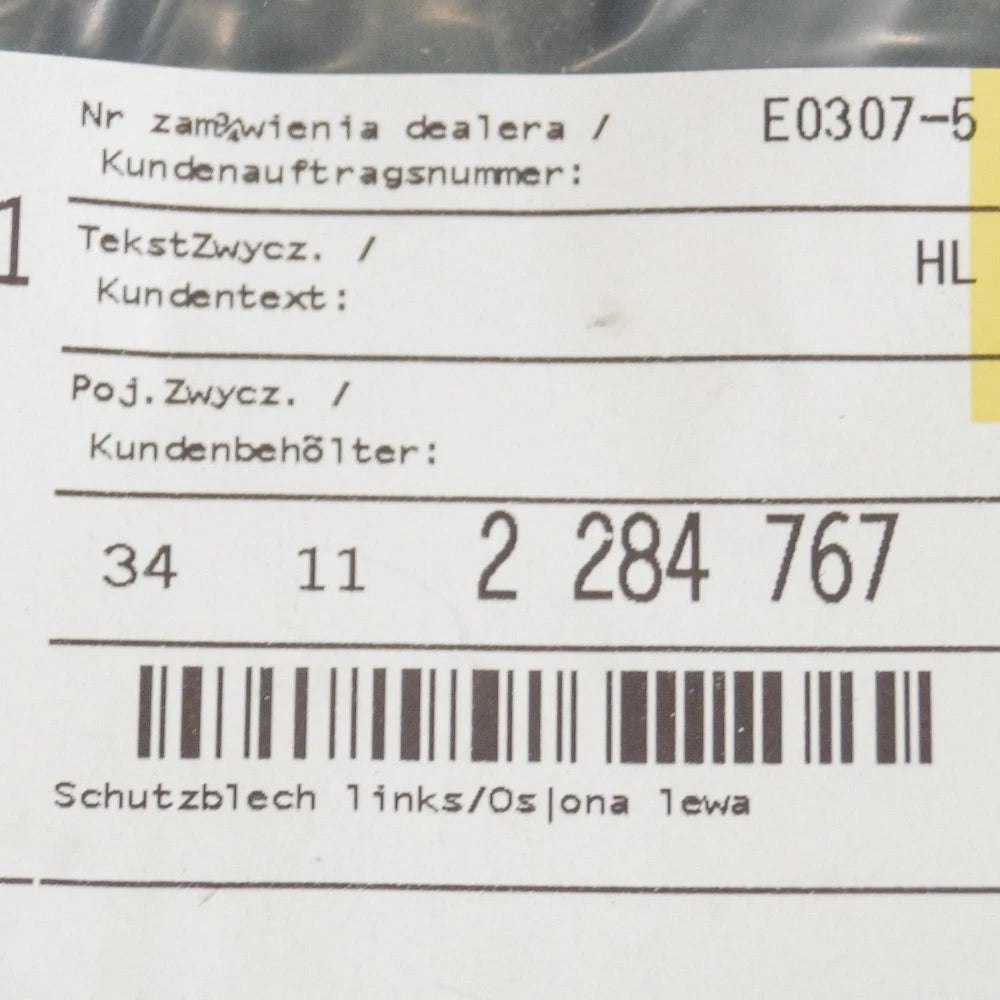 Nr zam¾wienia dealera / E0307-5
Kundenauftragsnummer:
1
TekstZwycz. / HL
Kundentext:
Poj.Zwycz. /
Kundenbehõlter:
34 11 2 284 767
Schutzblech links/Os|ona lewa